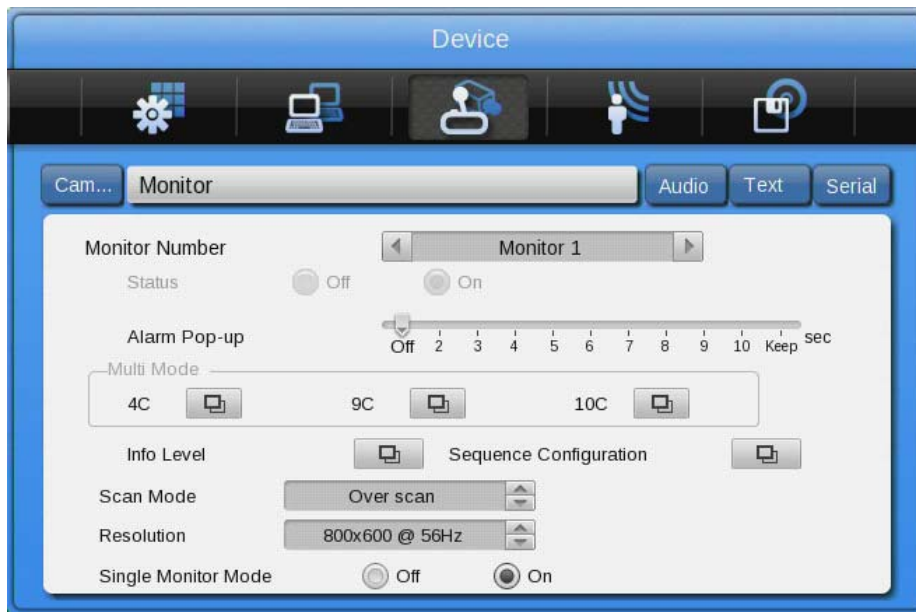 Device
Cam... Monitor Audio Text Serial
Monitor Number Monitor 1
Status Off On
Alarm Pop-up Off 2 3 4 5 6 7 8 9 10 Keep sec
Multi Mode
4C 9C 10C
Info Level Sequence Configuration
Scan Mode Over scan
Resolution 800x600 @ 56Hz
Single Monitor Mode Off On